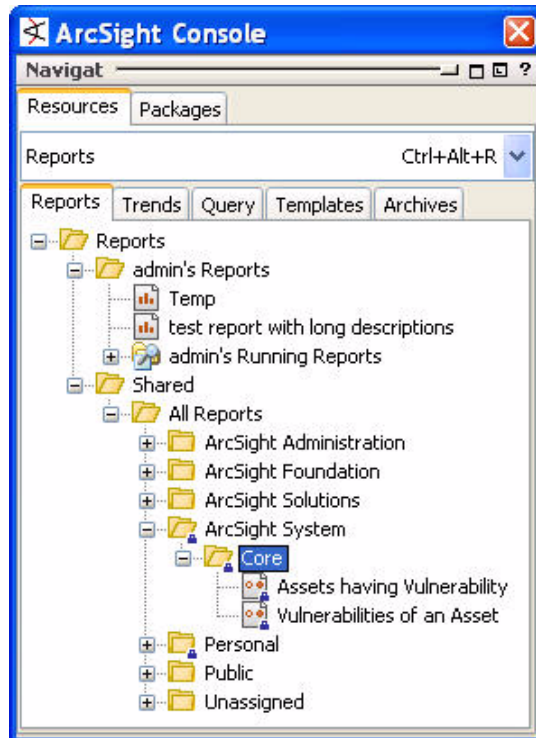 ArcSight Console
Navigat ?
Resources Packages
Reports Ctrl+Alt+R
Reports Trends Query Templates Archives
Reports
admin's Reports
Temp
test report with long descriptions
admin's Running Reports
Shared
All Reports
ArcSight Administration
ArcSight Foundation
ArcSight Solutions
ArcSight System
Core
Assets having Vulnerability
Vulnerabilities of an Asset
Personal
Public
Unassigned